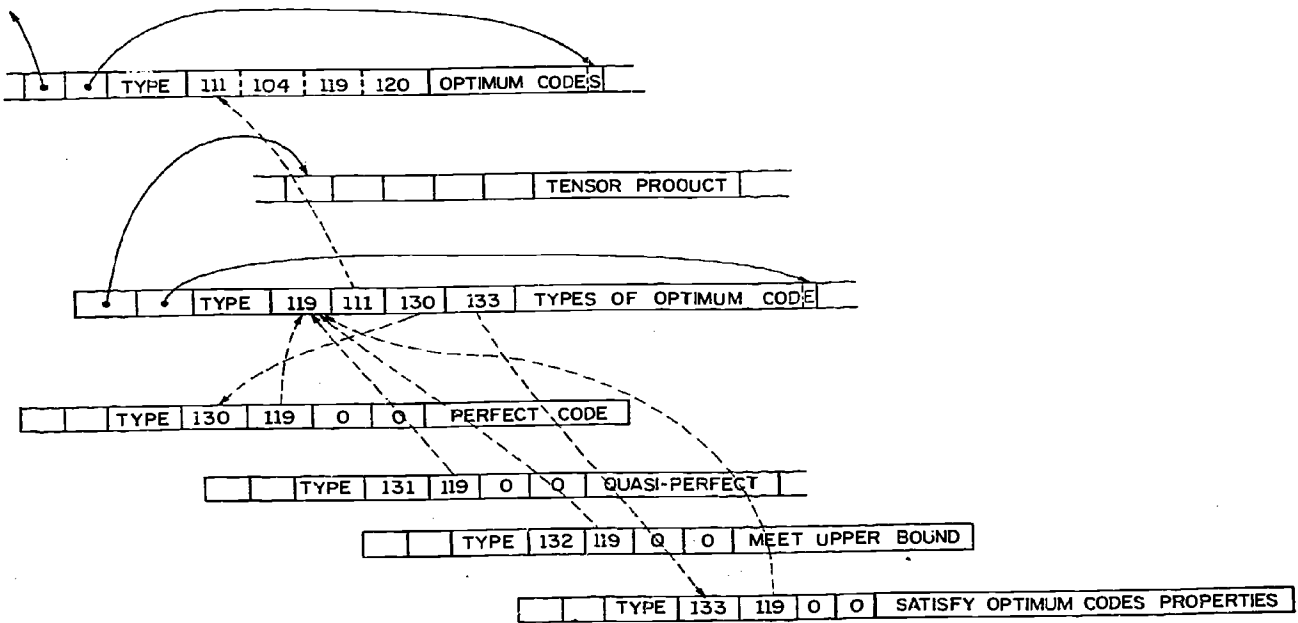 TYPE 111 104 119 120 OPTIMUM CODES
TENSOR PRODUCT
TYPE 119 111 130 133 TYPES OF OPTIMUM CODE
TYPE 130 119 0 0 PERFECT CODE
TYPE 131 119 0 0 QUASI-PERFECT
TYPE 132 119 0 0 MEET UPPER BOUND
TYPE 133 119 0 0 SATISFY OPTIMUM CODES PROPERTIES